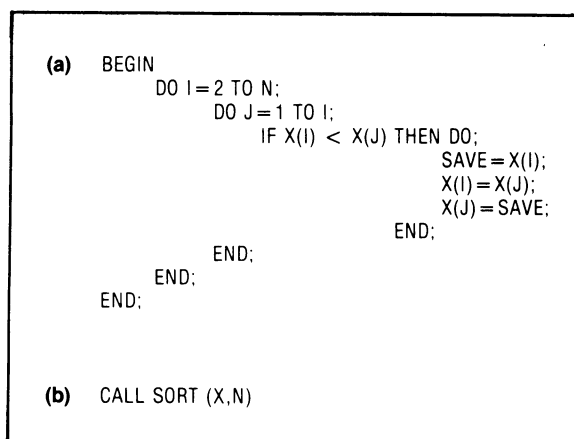 (a) BEGIN
DO I=2 TO N;
DO J=1 TO I;
IF X(I) < X(J) THEN DO;
SAVE=X(I);
X(I)=X(J);
X(J)=SAVE;
END;
END;
END;
END;
(b) CALL SORT (X,N)